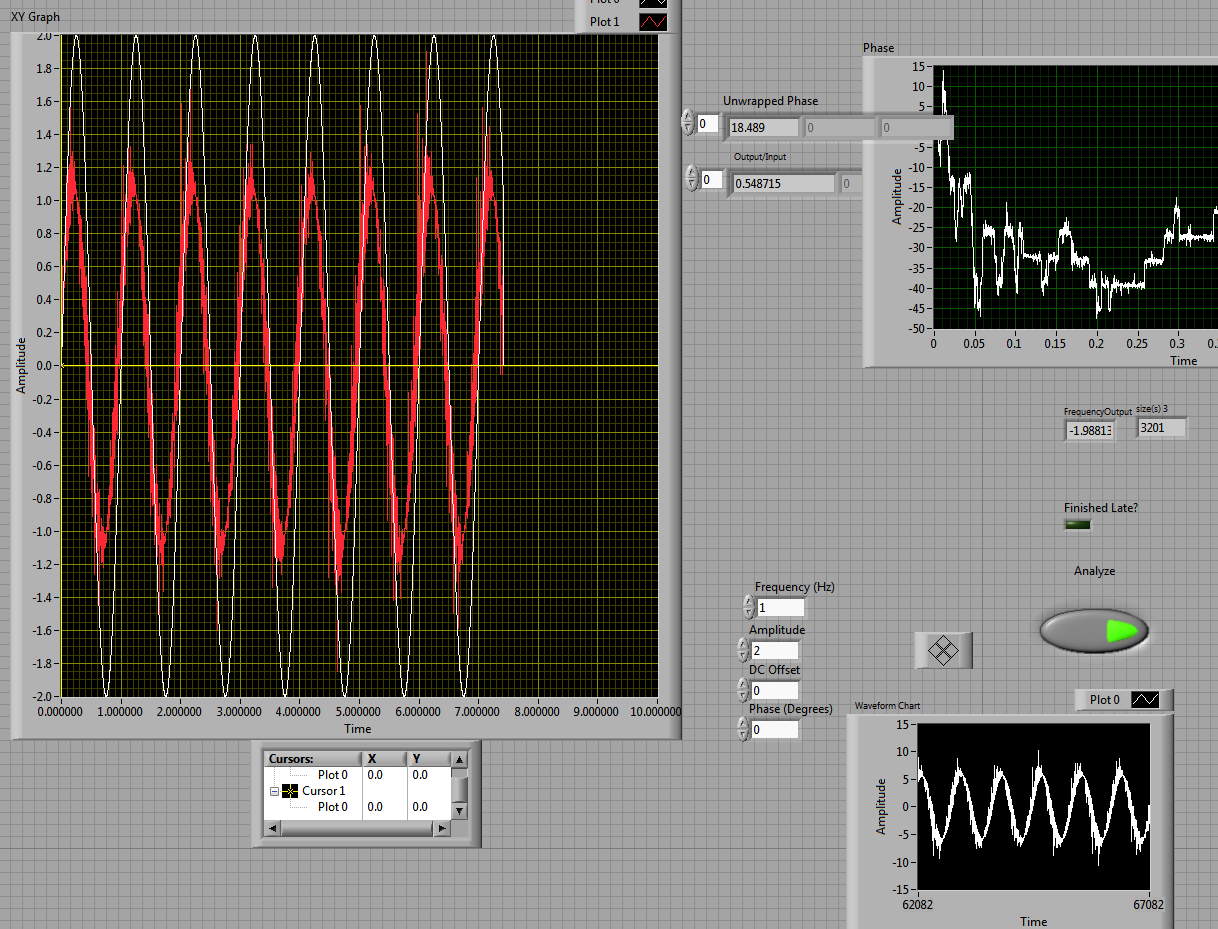 XY Graph
Plot 0
Plot 1
2.0
1.8
1.6
1.4
1.2
1.0
0.8
0.6
0.4
0.2
0.0
-0.2
-0.4
-0.6
-0.8
-1.0
-1.2
-1.4
-1.6
-1.8
-2.0
Amplitude
0.000000 1.000000 2.000000 3.000000 4.000000 5.000000 6.000000 7.000000 8.000000 9.000000 10.000000
Time
Cursors: X Y
Plot 0 0.0 0.0
Cursor 1
Plot 0 0.0 0.0
Unwrapped Phase
0 18.489 0 0
Output/Input
0 0.548715 0
Phase
15
10
5
-5
-10
-15
-20
-25
-30
-35
-40
-45
-50
Amplitude
0 0.05 0.1 0.15 0.2 0.25 0.3 0.3
Time
FrequencyOutput size(s) 3
-1.98813 3201
Finished Late?
Analyze
Frequency (Hz)
1
Amplitude
2
DC Offset
0
Phase (Degrees)
0
Plot 0
Waveform Chart
15
10
5
0
-5
-10
-15
Amplitude
62082 67082
Time